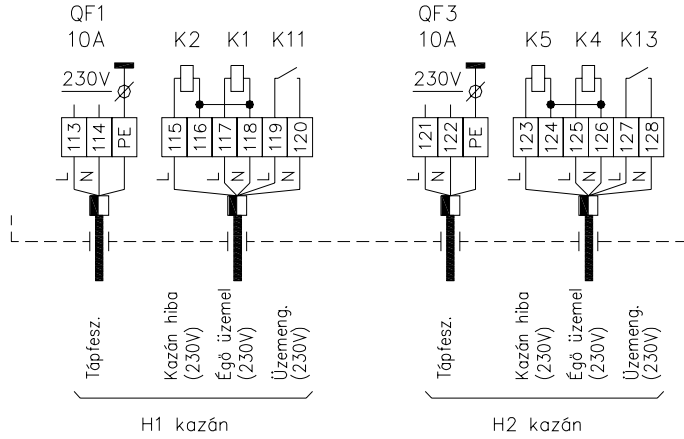 QF1
10A
K2 K1 K11
230V
113 114 PE
115 116 117 118 119 120
L N L L N L N
Tápfesz.
Kazán hiba
(230V)
Égő üzemel
(230V)
Üzemeng.
(230V)
H1 kazán
QF3
10A
K5 K4 K13
230V
121 122 PE
123 124 125 126 127 128
L N L L N L N
Tápfesz.
Kazán hiba
(230V)
Égő üzemel
(230V)
Üzemeng.
(230V)
H2 kazán